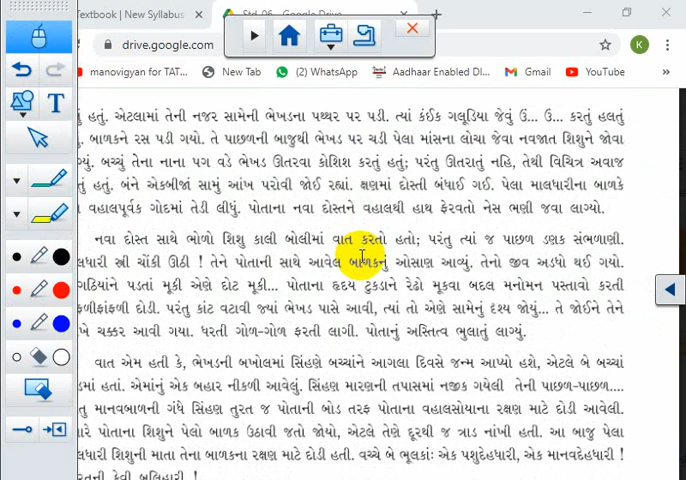 Textbook | New Syllabus
Std. 06 - Google Drive
drive.google.com
K
manovigyan for TAT...
New Tab
(2) WhatsApp
Aadhaar Enabled DI...
Gmail
YouTube
T
હતું. એટલામાં તેની નજર સામેની ભેખડના પથ્થર પર પડી. ત્યાં કંઈક ગલૂડિયા જેવું ઉં... ઉં... કરતું હલતું
બાળકને રસ પડી ગયો. તે પાછળની બાજુથી ભેખડ પર ચડી પેલા માંસના લોચા જેવા નવજાત શિશુને જોવા
બચ્ચું તેના નાના પગ વડે ભેખડ ઊતરવા કોશિશ કરતું હતું; પરંતુ ઊતરાતું નહિ, તેથી વિચિત્ર અવાજ
હતું. બંને એકબીજાં સામું આંખ પરોવી જોઈ રહ્યાં. ક્ષણમાં દોસ્તી બંધાઈ ગઈ. પેલા માલધારીના બાળકે
વહાલપૂર્વક ગોદમાં તેડી લીધું. પોતાના નવા દોસ્તને વહાલથી હાથ ફેરવતો નેસ ભણી જવા લાગ્યો.
નવા દોસ્ત સાથે ભોળો શિશુ કાલી બોલીમાં વાત કરતો હતો; પરંતુ ત્યાં જ પાછળ ડણક સંભળાણી.
સ્ત્રી ચોંકી ઊઠી ! તેને પોતાની સાથે આવેલ બાળકનું ઓસાણ આવ્યું. તેનો જીવ અડધો થઈ ગયો.
પડતાં મૂકી એણે દોટ મૂકી... પોતાના હૃદય ટુકડાને રેઢો મૂકવા બદલ મનોમન પસ્તાવો કરતી
દોડી. પરંતુ કાંટ વટાવી જ્યાં ભેખડ પાસે આવી, ત્યાં તો એણે સામેનું દૃશ્ય જોયું... તે જોઈને તેને
ચક્કર આવી ગયા. ધરતી ગોળ-ગોળ ફરતી લાગી. પોતાનું અસ્તિત્વ ભુલાતું લાગ્યું.
વાત એમ હતી કે, ભેખડની બખોલમાં સિંહણે બચ્ચાંને આગલા દિવસે જન્મ આપ્યો હશે, એટલે બે બચ્ચાં
હતાં. એમાંનું એક બહાર નીકળી આવેલું. સિંહણ મારણની તપાસમાં નજીક ગયેલી તેની પાછળ-પાછળ....
માનવબાળની ગંધે સિંહણ તુરત જ પોતાની બોડ તરફ પોતાના વહાલસોયાના રક્ષણ માટે દોડી આવેલી.
પોતાના શિશુને પેલો બાળક ઉઠાવી જતો જોયો, એટલે તેણે દૂરથી જ ત્રાડ નાંખી હતી. આ બાજુ પેલા
શિશુની માતા તેના બાળકના રક્ષણ માટે દોડી હતી. વચ્ચે બે ભૂલકાં: એક પશુદેહધારી, એક માનવદેહધારી !
કેવી બલિહારી !